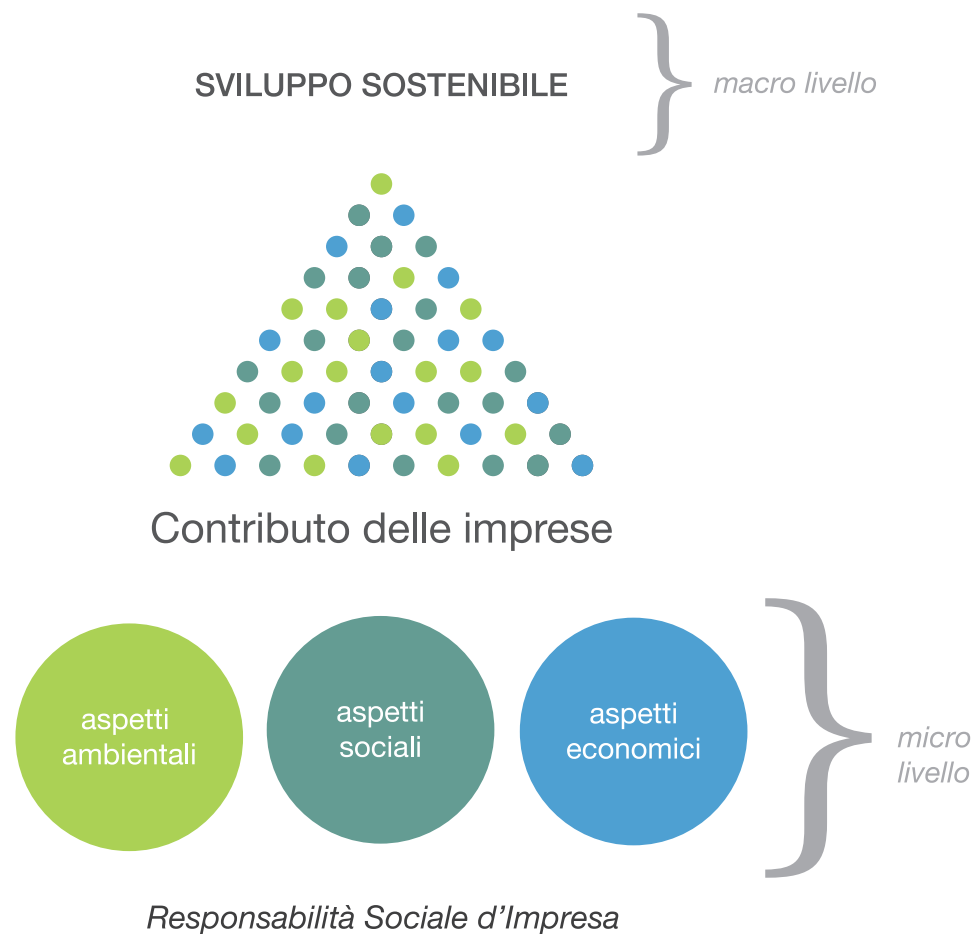 SVILUPPO SOSTENIBILE
macro livello
Contributo delle imprese
aspetti
ambientali
aspetti
sociali
aspetti
economici
micro
livello
Responsabilità Sociale d’Impresa